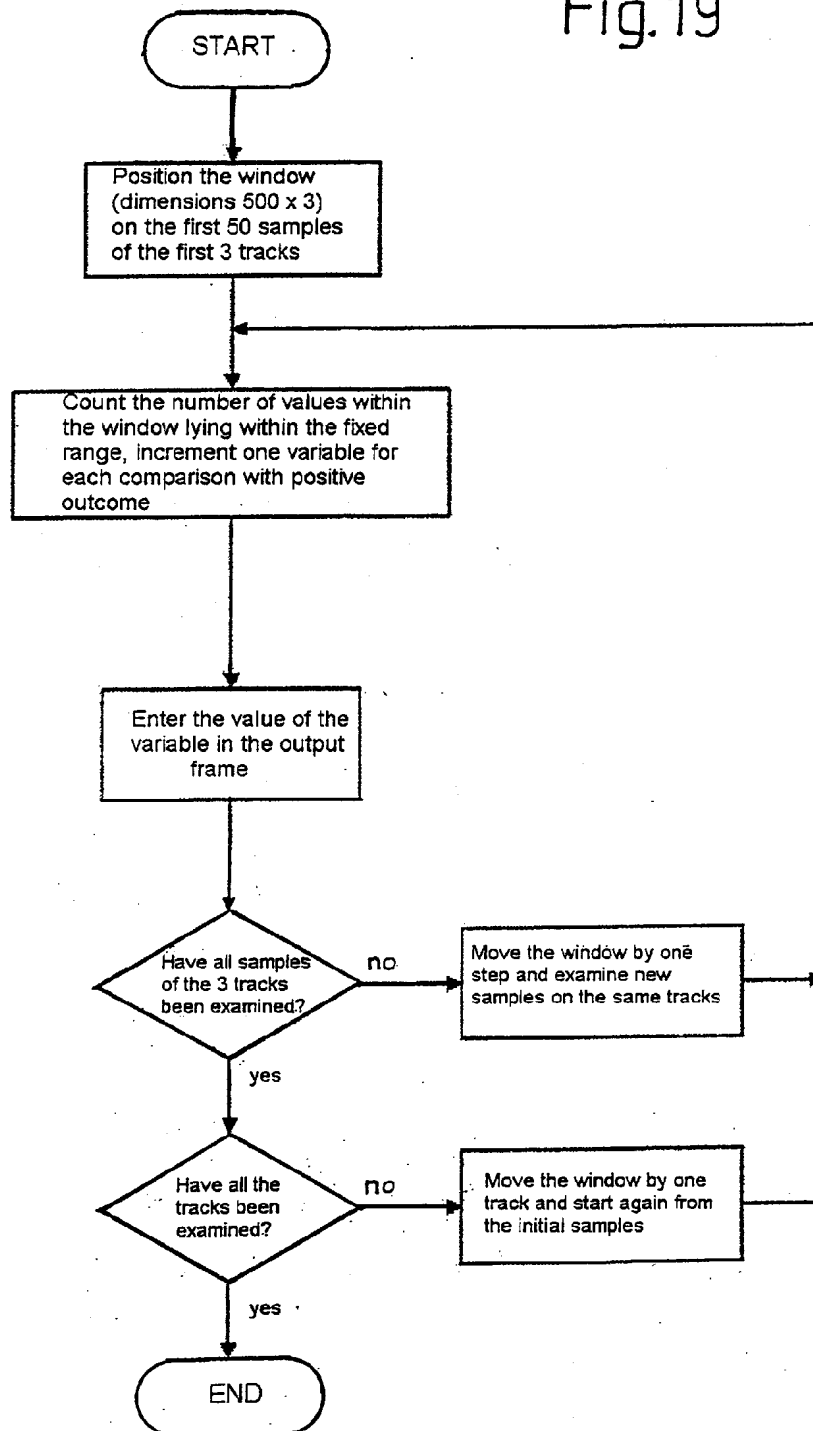 Fig. 19
START
Position the window
(dimensions 500 x 3)
on the first 50 samples
of the first 3 tracks
Count the number of values within
the window lying within the fixed
range, increment one variable for
each comparison with positive
outcome
Enter the value of the
variable in the output
frame
Have all samples
of the 3 tracks
been examined?
no
Move the window by one
step and examine new
samples on the same tracks
yes
Have all the
tracks been
examined?
no
Move the window by one
track and start again from
the initial samples
yes
END